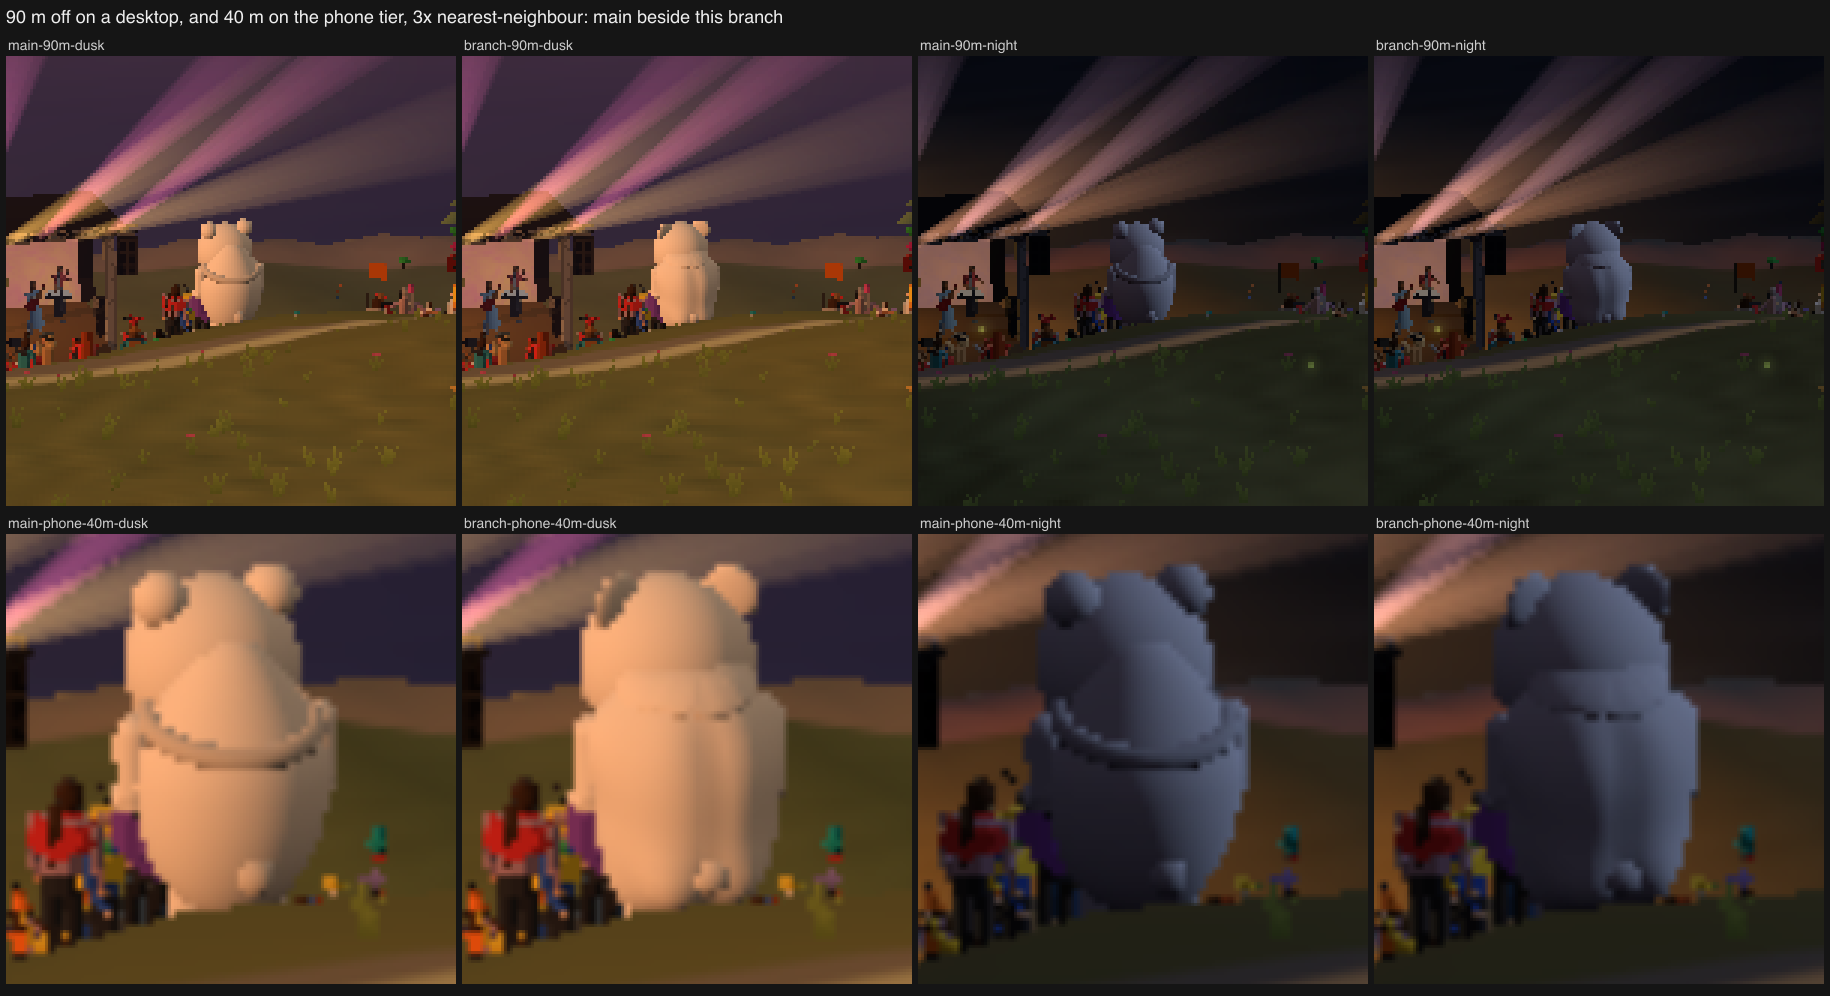 90 m off on a desktop, and 40 m on the phone tier, 3x nearest-neighbour: main beside this branch
main-90m-dusk
branch-90m-dusk
main-90m-night
branch-90m-night
main-phone-40m-dusk
branch-phone-40m-dusk
main-phone-40m-night
branch-phone-40m-night